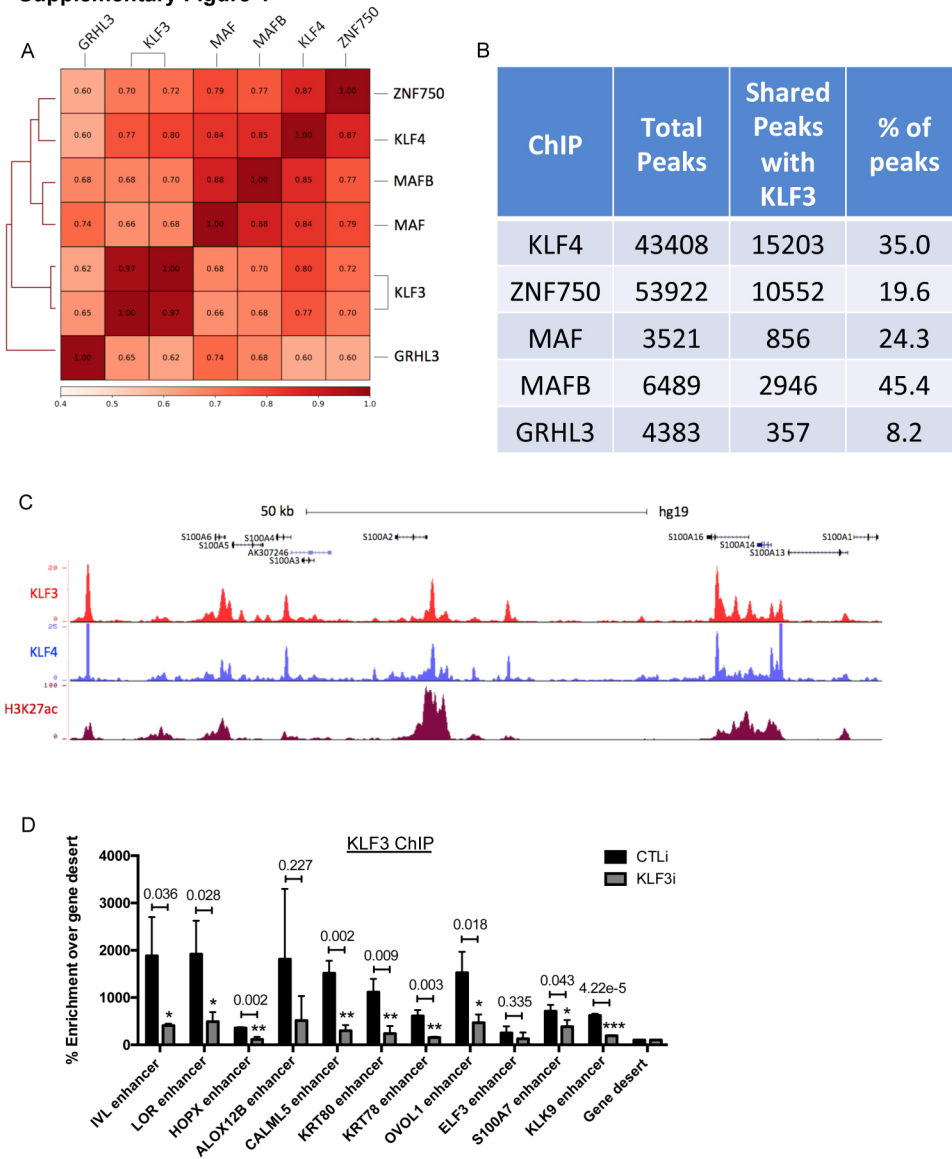 A
GRHL3 KLF3 MAF MAFB KLF4 ZNF750
0.60 0.70 0.72 0.79 0.77 0.87 1.00 ZNF750
0.60 0.77 0.80 0.84 0.85 1.00 0.87 KLF4
0.68 0.68 0.70 0.88 1.00 0.85 0.77 MAFB
0.74 0.66 0.68 1.00 0.88 0.84 0.79 MAF
0.62 0.97 1.00 0.68 0.70 0.80 0.72
KLF3
0.65 1.00 0.97 0.66 0.68 0.77 0.70
1.00 0.65 0.62 0.74 0.68 0.60 0.60 GRHL3
0.4 0.5 0.6 0.7 0.8 0.9 1.0
B
ChIP Total Peaks Shared Peaks with KLF3 % of peaks
KLF4 43408 15203 35.0
ZNF750 53922 10552 19.6
MAF 3521 856 24.3
MAFB 6489 2946 45.4
GRHL3 4383 357 8.2
C
50 kb hg19
S100A6 S100A4 S100A2 S100A16 S100A1
S100A5 S100A14
AK307246 S100A13
S100A3
20
KLF3
0
25
KLF4
0
100
H3K27ac
0
D
KLF3 ChIP
CTLi
KLF3i
% Enrichment over gene desert
4000
3000
2000
1000
0
0.036 0.028 0.002 0.227 0.002 0.009 0.003 0.018 0.335 0.043 4.22e-5
* * ** ** ** ** * * ***
IVL enhancer
LOR enhancer
HOPX enhancer
ALOX12B enhancer
CALML5 enhancer
KRT80 enhancer
KRT78 enhancer
OVOL1 enhancer
ELF3 enhancer
S100A7 enhancer
KLK9 enhancer
Gene desert